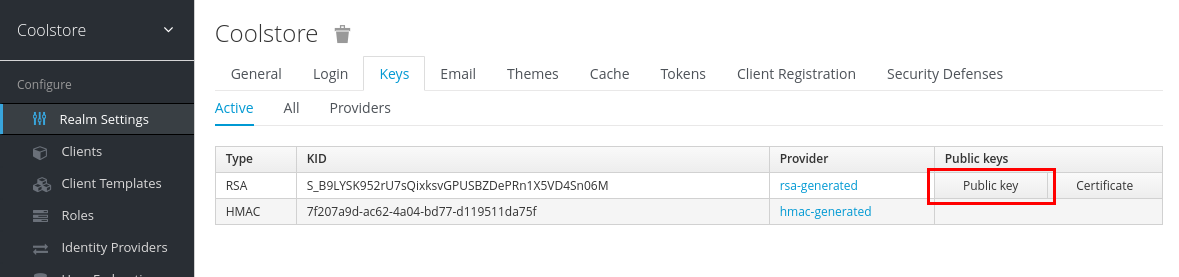 Coolstore
Configure
Realm Settings
Clients
Client Templates
Roles
Identity Providers
Coolstore
General Login Keys Email Themes Cache Tokens Client Registration Security Defenses
Active All Providers
Type KID Provider Public keys
RSA S_B9LYSK952rU7sQixksvGPUSBZDePRn1X5VD4Sn06M rsa-generated Public key Certificate
HMAC 7f207a9d-ac62-4a04-bd77-d119511da75f hmac-generated